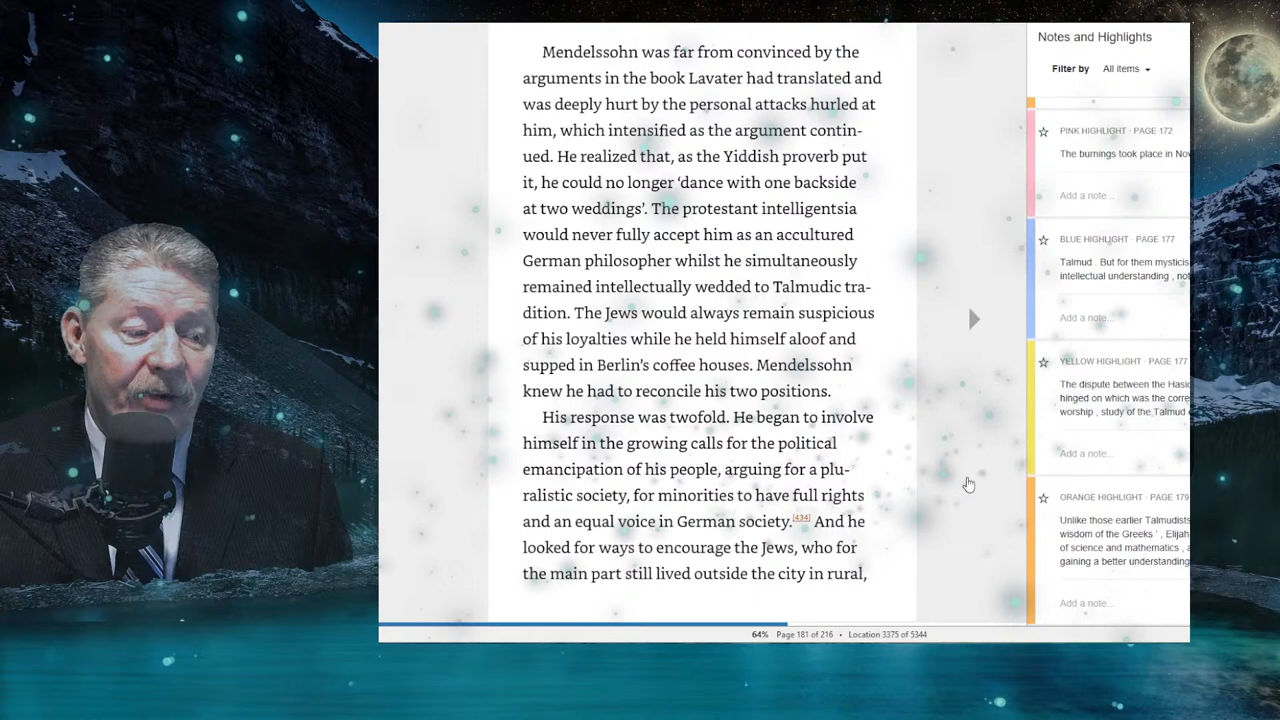 Mendelssohn was far from convinced by the
arguments in the book Lavater had translated and
was deeply hurt by the personal attacks hurled at
him, which intensified as the argument contin-
ued. He realized that, as the Yiddish proverb put
it, he could no longer ‘dance with one backside
at two weddings’. The protestant intelligentsia
would never fully accept him as an accultured
German philosopher whilst he simultaneously
remained intellectually wedded to Talmudic tra-
dition. The Jews would always remain suspicious
of his loyalties while he held himself aloof and
supped in Berlin’s coffee houses. Mendelssohn
knew he had to reconcile his two positions.
His response was twofold. He began to involve
himself in the growing calls for the political
emancipation of his people, arguing for a plu-
ralistic society, for minorities to have full rights
and an equal voice in German society.[434] And he
looked for ways to encourage the Jews, who for
the main part still lived outside the city in rural,
64% Page 181 of 216 • Location 3375 of 5344
Notes and Highlights
Filter by All items
PINK HIGHLIGHT · PAGE 172
The burnings took place in Nov
Add a note...
BLUE HIGHLIGHT · PAGE 177
Talmud . But for them mysticis
intellectual understanding , not
Add a note...
YELLOW HIGHLIGHT · PAGE 177
The dispute between the Hasid
hinged on which was the corre
worship , study of the Talmud
Add a note...
ORANGE HIGHLIGHT · PAGE 179
Unlike those earlier Talmudists
wisdom of the Greeks ’ , Elijah
of science and mathematics ,
gaining a better understanding
Add a note...